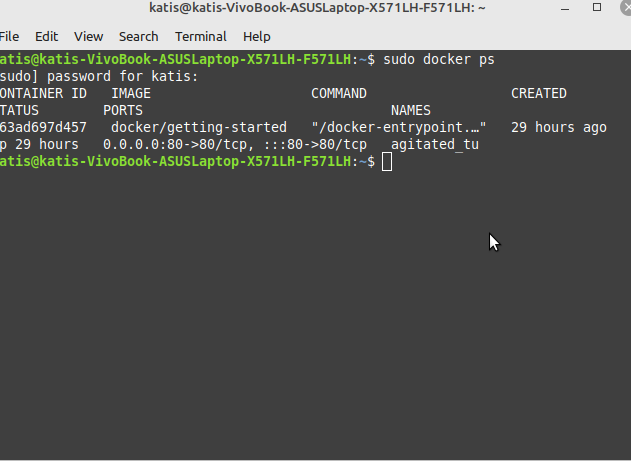 katis@katis-VivoBook-ASUSLaptop-X571LH-F571LH: ~
File Edit View Search Terminal Help
atis@katis-VivoBook-ASUSLaptop-X571LH-F571LH:~$ sudo docker ps
sudo] password for katis:
ONTAINER ID   IMAGE                    COMMAND                  CREATED
TATUS        PORTS                               NAMES
63ad697d457   docker/getting-started   "/docker-entrypoint.…"   29 hours ago
p 29 hours   0.0.0.0:80->80/tcp, :::80->80/tcp   agitated_tu
atis@katis-VivoBook-ASUSLaptop-X571LH-F571LH:~$